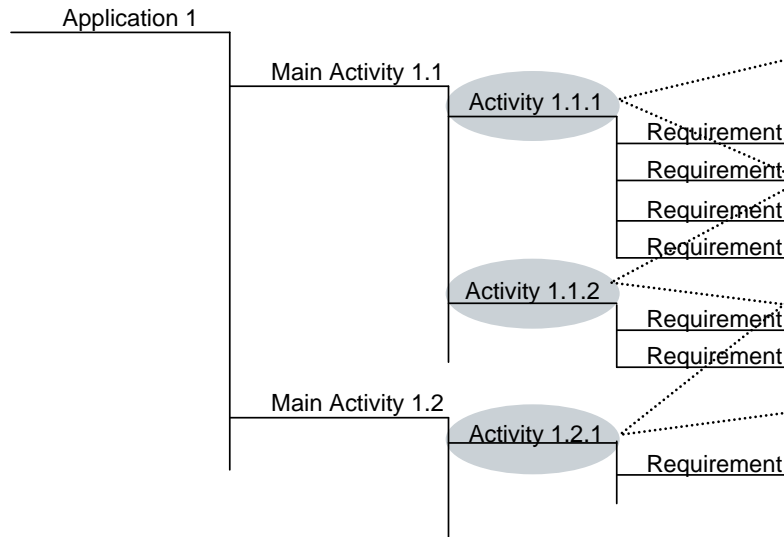 Application 1
Main Activity 1.1
Activity 1.1.1
Requirement
Requirement
Requirement
Requirement
Activity 1.1.2
Requirement
Requirement
Main Activity 1.2
Activity 1.2.1
Requirement